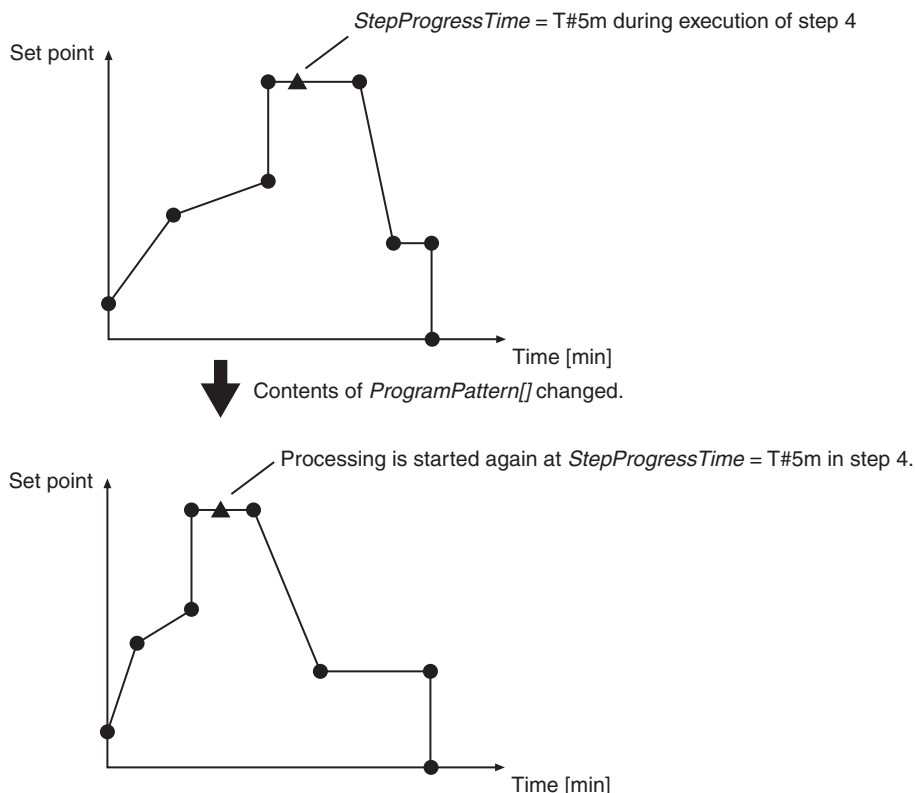 StepProgressTime = T#5m during execution of step 4
Set point
Time [min]
Contents of ProgramPattern[] changed.
Processing is started again at StepProgressTime = T#5m in step 4.
Set point
Time [min]